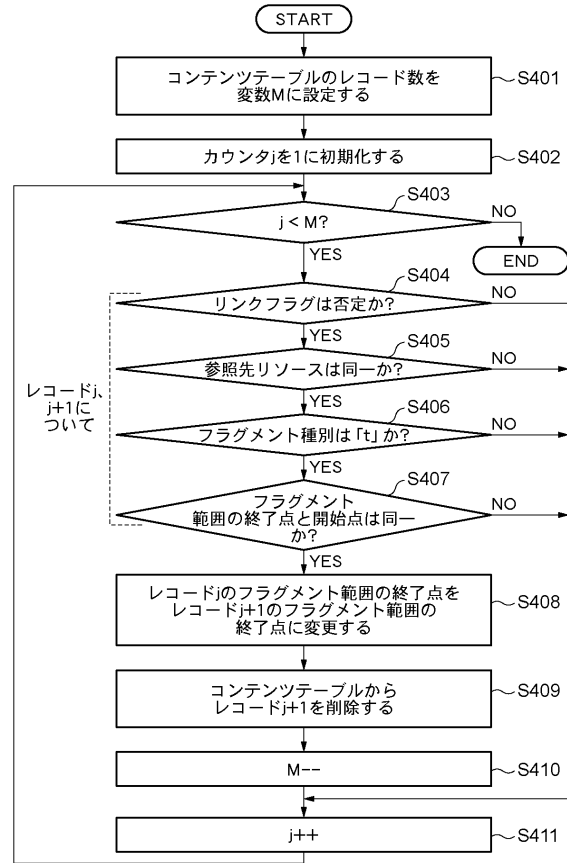 START
コンテンツテーブルのレコード数を
変数Mに設定する
S401
カウンタjを1に初期化する
S402
S403
j < M?
NO
END
YES
S404
リンクフラグは否定か?
NO
YES
S405
参照先リソースは同一か?
NO
YES
レコードj、
j+1に
ついて
S406
フラグメント種別は「t」か?
NO
YES
S407
フラグメント
範囲の終了点と開始点は同一
か?
NO
YES
レコードjのフラグメント範囲の終了点を
レコードj+1のフラグメント範囲の
終了点に変更する
S408
コンテンツテーブルから
レコードj+1を削除する
S409
M--
S410
j++
S411